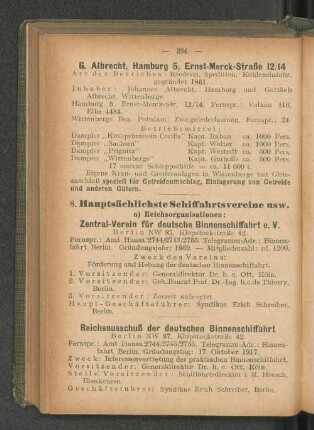 — 234 —
G. Albrecht, Hamburg 5, Ernst-Merck-Straße 12/14
Art des Betriebes: Reederei, Spedition, Kohlenschuhr,
gegründet 1861.
Inhaber: Johannes Albrecht, Hamburg und Gottlieb
Albrecht, Wittenberge.
Hamburg 5, Ernst-Merck-Str. 12/14. Fernspr.: Vulkan 410.
Elbe 4484.
Wittenberge Bez. Potsdam: Zweigniederlassung, Fernspr.: 24.
Betriebsmittel:
Dampfer „Kronprinzessin Cecilie“ Kapt. Raban ca. 1000 Pers.
Dampfer „Sachsen“ Kapt. Wolter ca. 1000 Pers.
Dampfer „Prignitz“ Kapt. Westedt ca. 500 Pers.
Dampfer „Wittenberge“ Kapt. ca. 500 Pers.
17 eiserne Schleppschiffe — ca. 11 600 t.
Eigene Kran- und Gleisanlagen in Wittenberge mit Gleis-
anschluß speziell für Getreideumschlag, Einlagerung von Getreide
und anderen Gütern.
8. Hauptsächlichste Schiffahrtsvereine usw.
a) Reichsorganisationen:
Zentral-Verein für deutsche Binnenschiffahrt e. V.
Berlin NW 87, Klopstockstraße 42.
Fernspr.: Amt Hansa 2744/2745/2755. Telegramm-Adr.: Binnen-
fahrt Berlin. Gründungsjahr: 1869. — Mitgliederzahl: rd. 1200.
Zweck des Vereins:
Förderung und Hebung der deutschen Binnenschiffahrt.
1. Vorsitzender: Generaldirektor Dr. h. c. Ott, Köln.
2. Vorsitzender: Geh. Baurat Prof. Dr.-Ing. h. c. de Thierry,
Berlin.
3. Vorsitzender: Zurzeit unbesetzt.
Haupt-Geschäftsführer: Syndikus Erich Schreiber,
Berlin.
Reichsausschuß der deutschen Binnenschiffahrt
Berlin NW 87, Klopstockstraße 42.
Fernspr.: Amt Hansa 2744/2745/2755, Telegramm-Adr.: Binnen-
fahrt, Berlin. Gründungstag: 17. Oktober 1917.
Zweck: Interessenvertretung der praktischen Binnenschiffahrt.
Vorsitzender: Generaldirektor Dr. h. c. Ott, Köln.
Stellv. Vorsitzender: Schiffahrtsdirektor i. R. Hoesch,
Blankenese.
Geschäftsführer: Syndikus Erich Schreiber, Berlin.